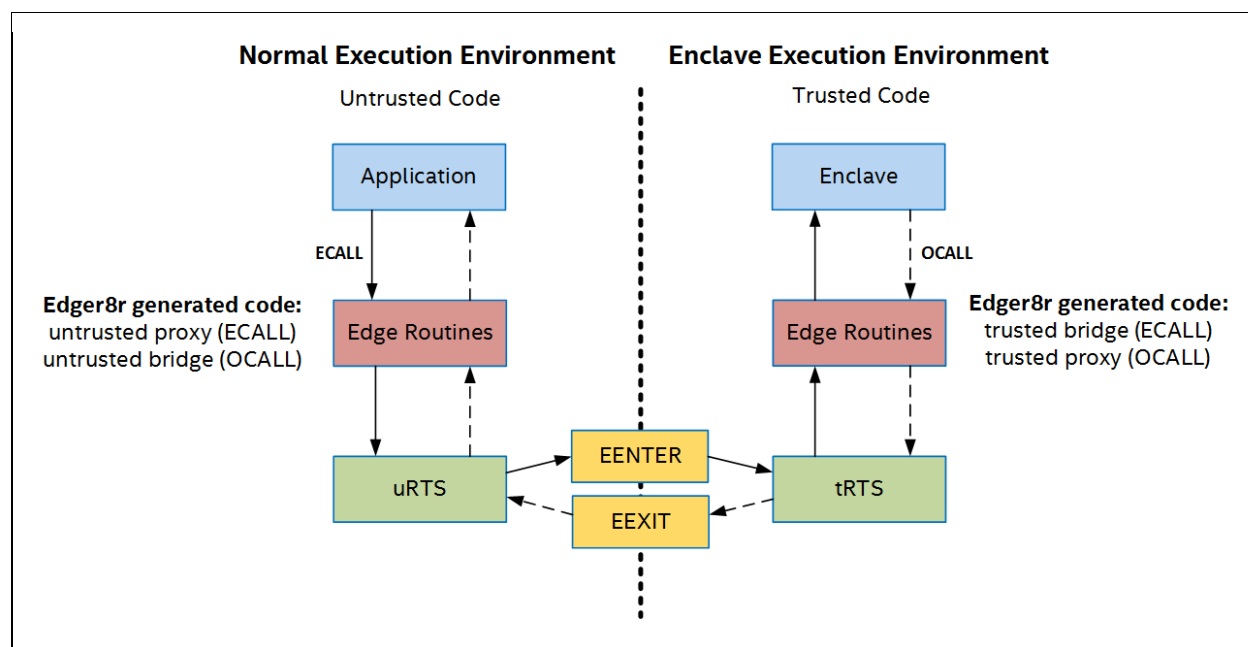 Normal Execution Environment
Enclave Execution Environment
Untrusted Code
Trusted Code
Application
Enclave
ECALL
OCALL
Edger8r generated code:
untrusted proxy (ECALL)
untrusted bridge (OCALL)
Edge Routines
Edge Routines
Edger8r generated code:
trusted bridge (ECALL)
trusted proxy (OCALL)
EENTER
uRTS
tRTS
EEXIT